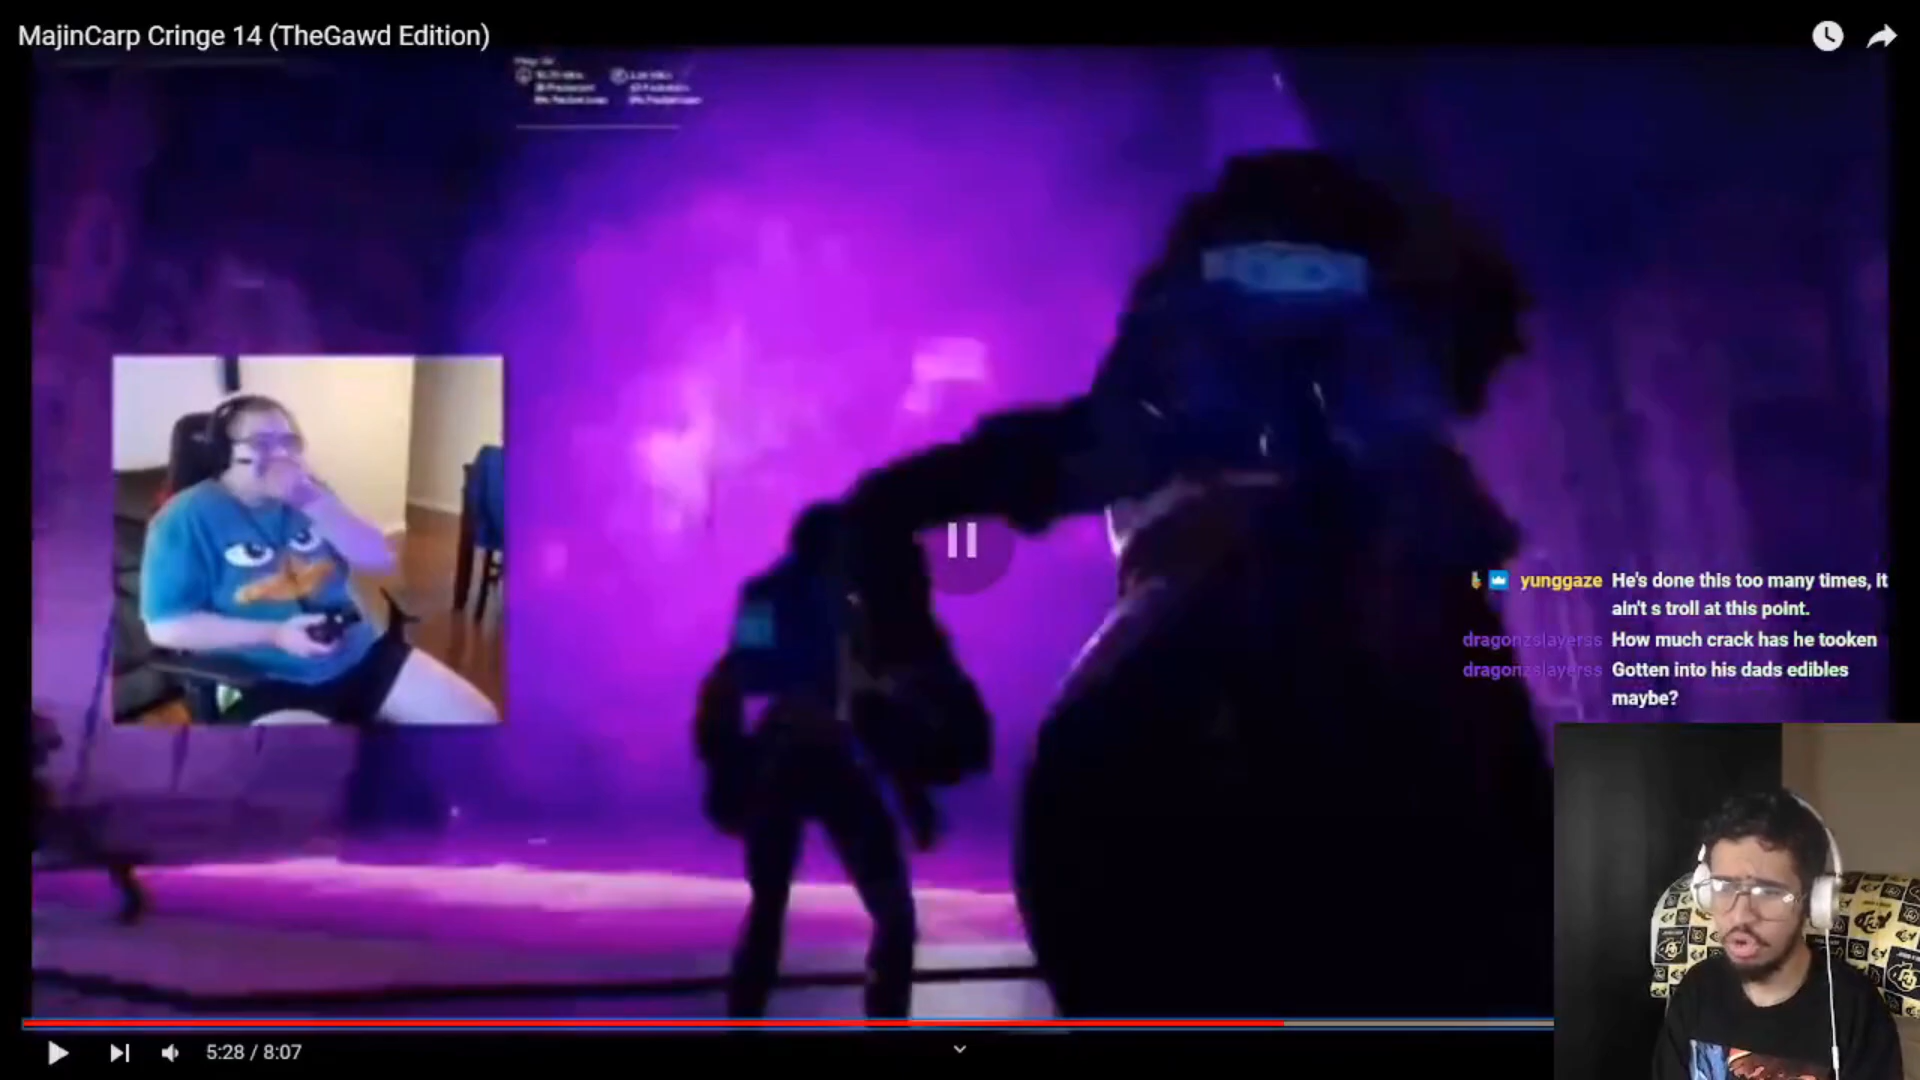 MajinCarp Cringe 14 (TheGawd Edition)
yunggaze He's done this too many times, it
ain't s troll at this point.
dragonzslayerss How much crack has he tooken
dragonzslayerss Gotten into his dads edibles
maybe?
5:28 / 8:07